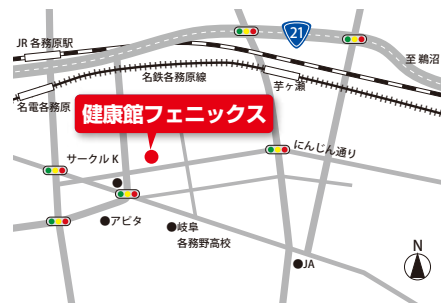 21
JR 各務原駅
至 鵜沼
名鉄各務原線
芋ヶ瀬
名電各務原
健康館フェニックス
にんじん通り
サークル K
アピタ
岐阜
各務野高校
JA
N